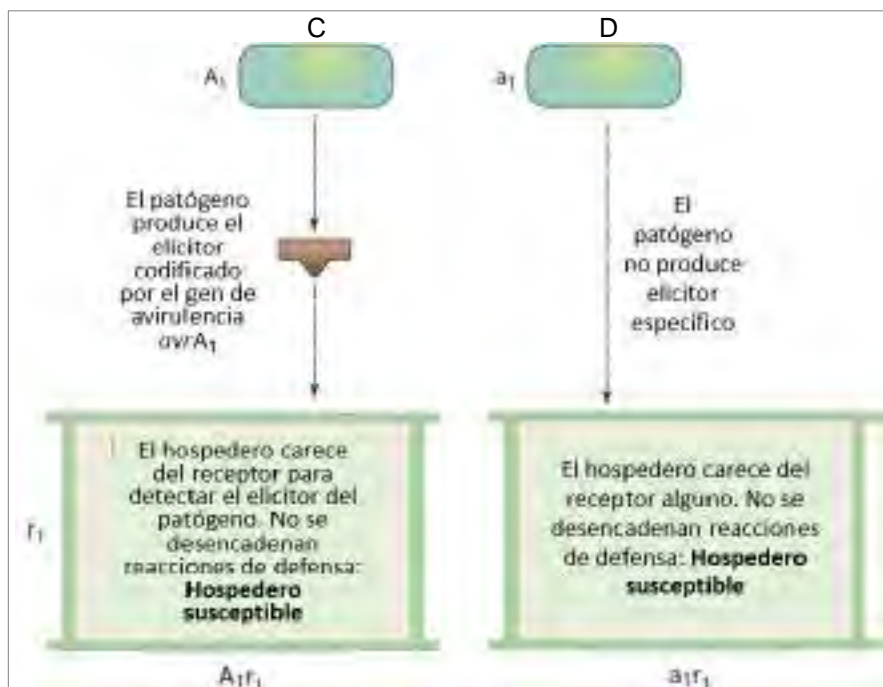 C
D
A1
a1
El patógeno
produce el
elicitor
codificado
por el gen de
avirulencia
avrA1
El
patógeno
no produce
elicitor
específico
r1
El hospedero carece
del receptor para
detectar el elicitor del
patógeno. No se
desencadenan
reacciones de defensa:
Hospedero
susceptible
El hospedero carece del
receptor alguno. No se
desencadenan reacciones
de defensa: Hospedero
susceptible
A1r1
a1r1